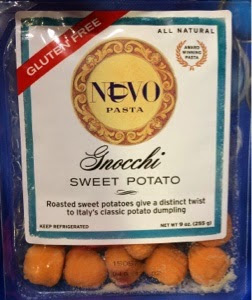 GLUTEN FREE
ALL NATURAL
AWARD
WINNING
PASTA
NUVO
PASTA
Gnocchi
SWEET POTATO
Roasted sweet potatoes give a distinct twist
to Italy's classic potato dumpling
KEEP REFRIGERATED
NET WT 9 oz. (255 g)